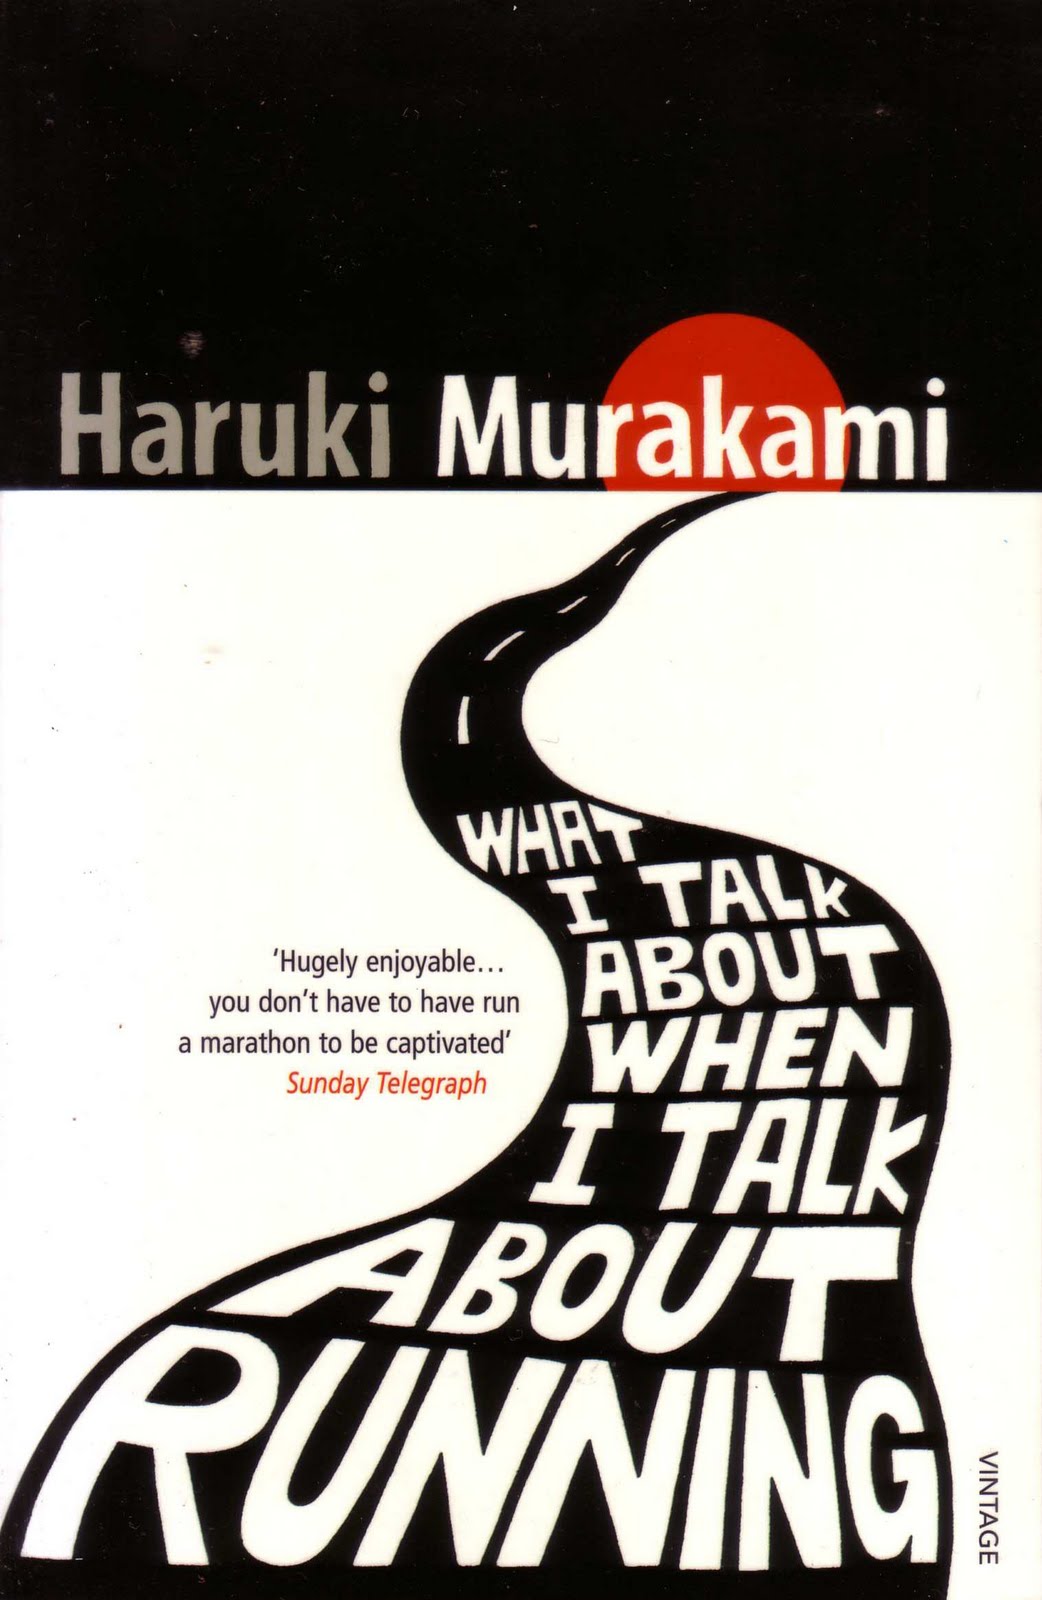 Haruki Murakami
WHAT
I TALK
ABOUT
WHEN
I TALK
ABOUT
RUNNING
'Hugely enjoyable...
you don't have to have run
a marathon to be captivated'
Sunday Telegraph
VINTAGE